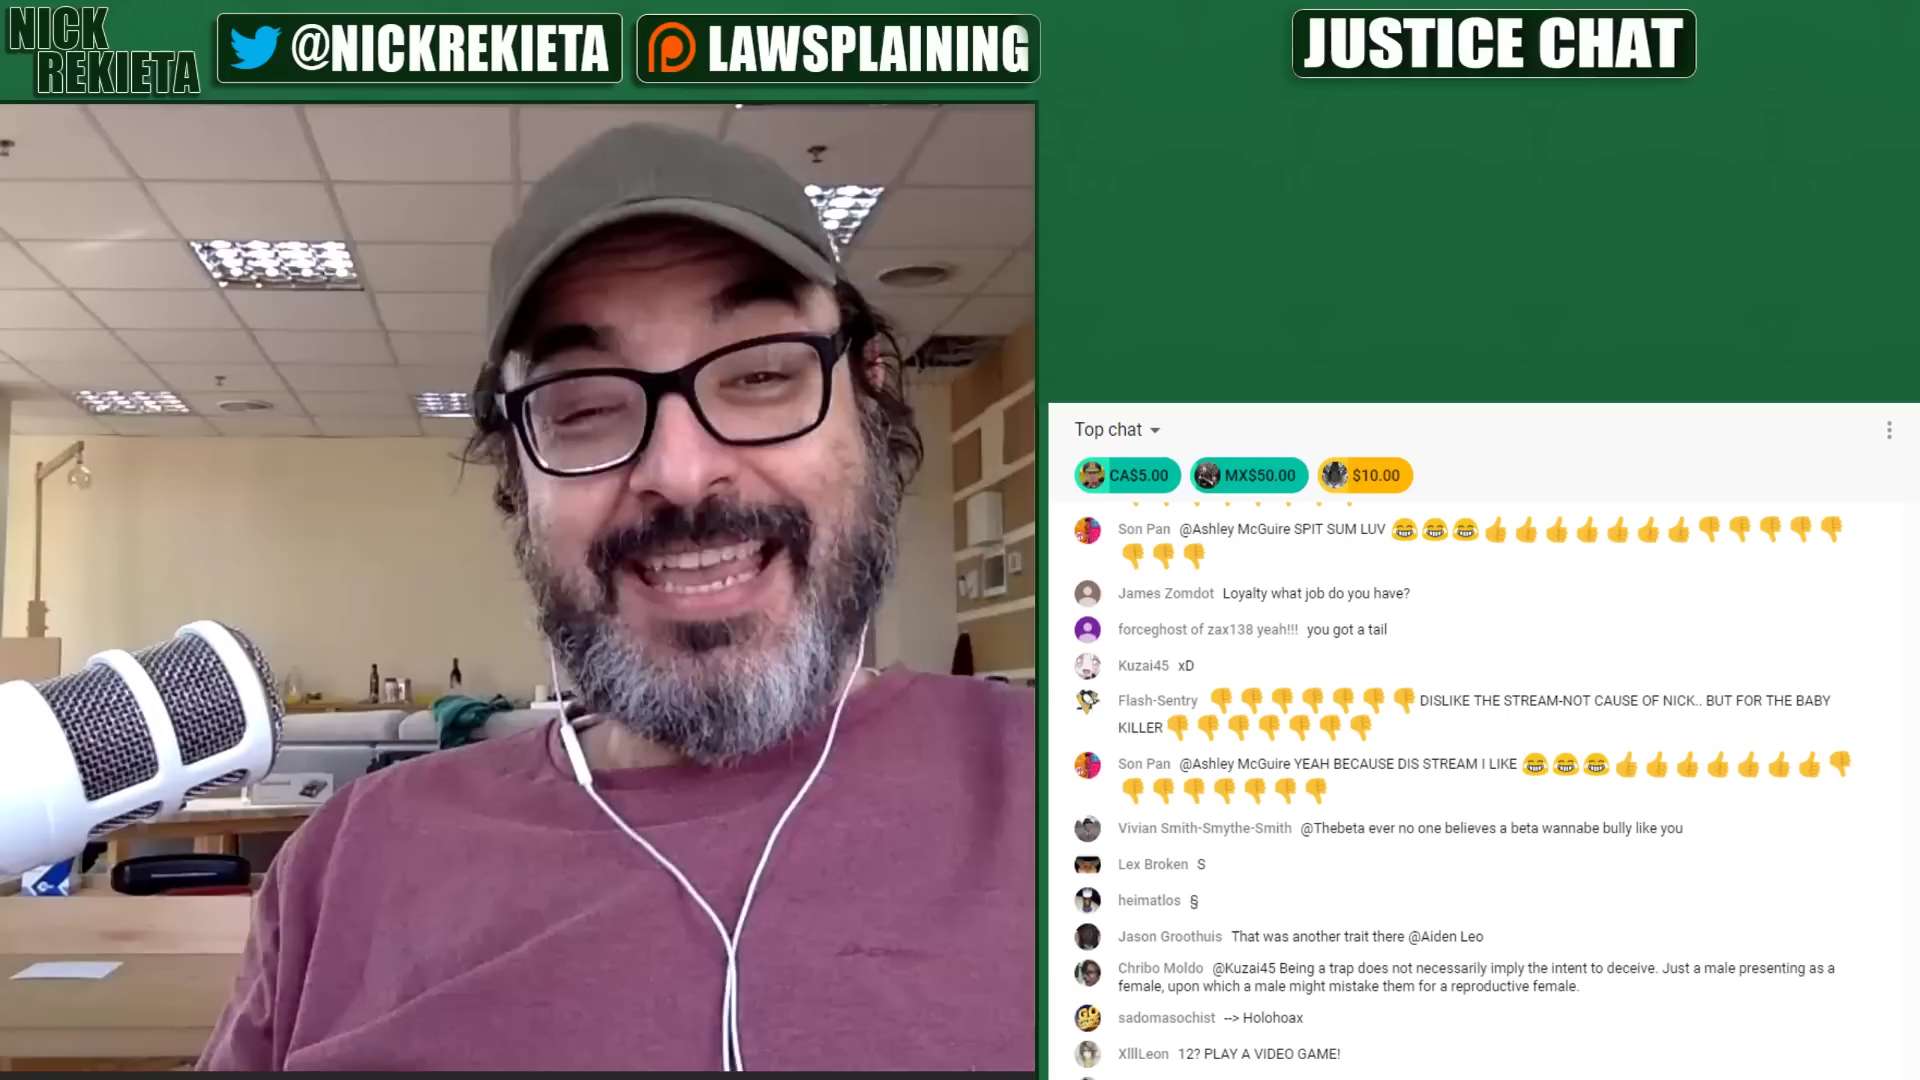 NICK
REKIETA
@NICKREKIETA
LAWSPLAINING
JUSTICE CHAT
Top chat
CA$5.00
MX$50.00
$10.00
Son Pan @Ashley McGuire SPIT SUM LUV 😂😂😂👍👍👍👍👍👍👍👎👎👎👎👎
👎👎👎
James Zomdot Loyalty what job do you have?
forceghost of zax138 yeah!!! you got a tail
Kuzai45 xD
Flash-Sentry 👎👎👎👎👎👎👎DISLIKE THE STREAM-NOT CAUSE OF NICK.. BUT FOR THE BABY
KILLER👎👎👎👎👎👎👎
Son Pan @Ashley McGuire YEAH BECAUSE DIS STREAM I LIKE 😂😂😂👍👍👍👍👍👍👍👎
👎👎👎👎👎👎👎
Vivian Smith-Smythe-Smith @Thebeta ever no one believes a beta wannabe bully like you
Lex Broken S
heimatlos §
Jason Groothuis That was another trait there @Aiden Leo
Chribo Moldo @Kuzai45 Being a trap does not necessarily imply the intent to deceive. Just a male presenting as a
female, upon which a male might mistake them for a reproductive female.
sadomasochist --> Holohoax
XlllLeon 12? PLAY A VIDEO GAME!